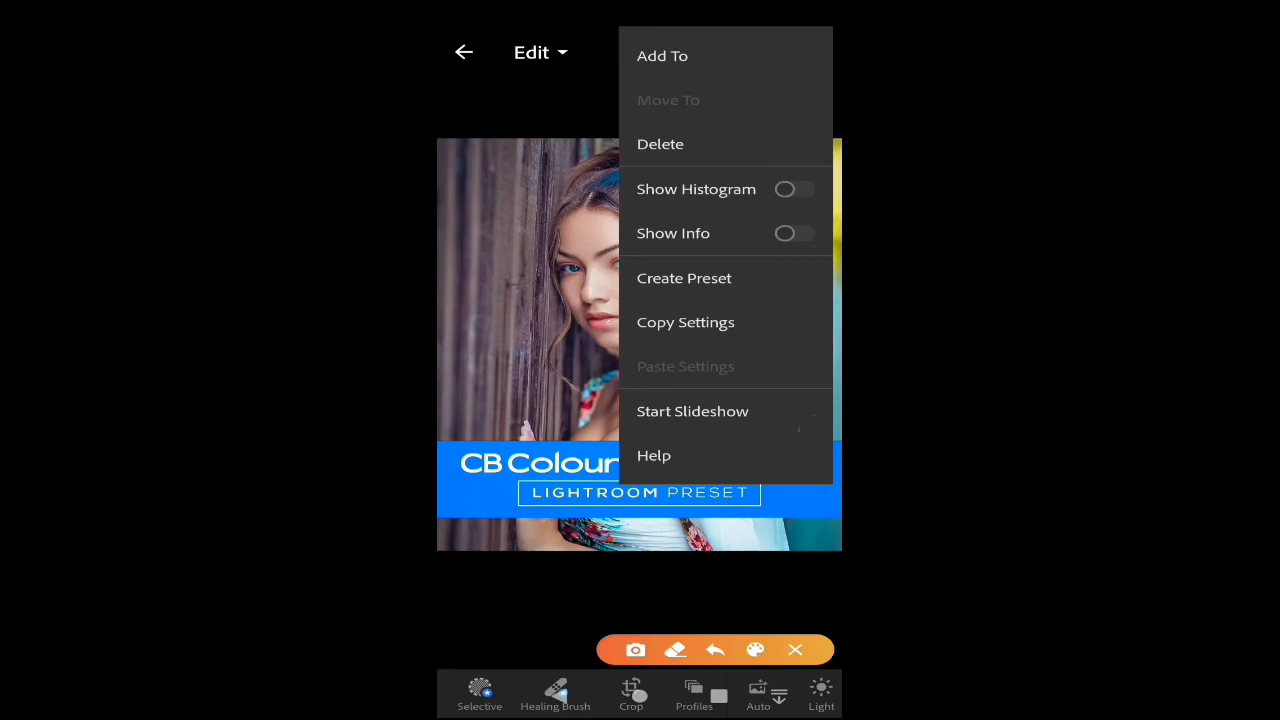 Edit
Add To
Move To
Delete
Show Histogram
Show Info
Create Preset
Copy Settings
Paste Settings
Start Slideshow
Help
CB Colour
LIGHTROOM PRESET
Selective
Healing Brush
Crop
Profiles
Auto
Light